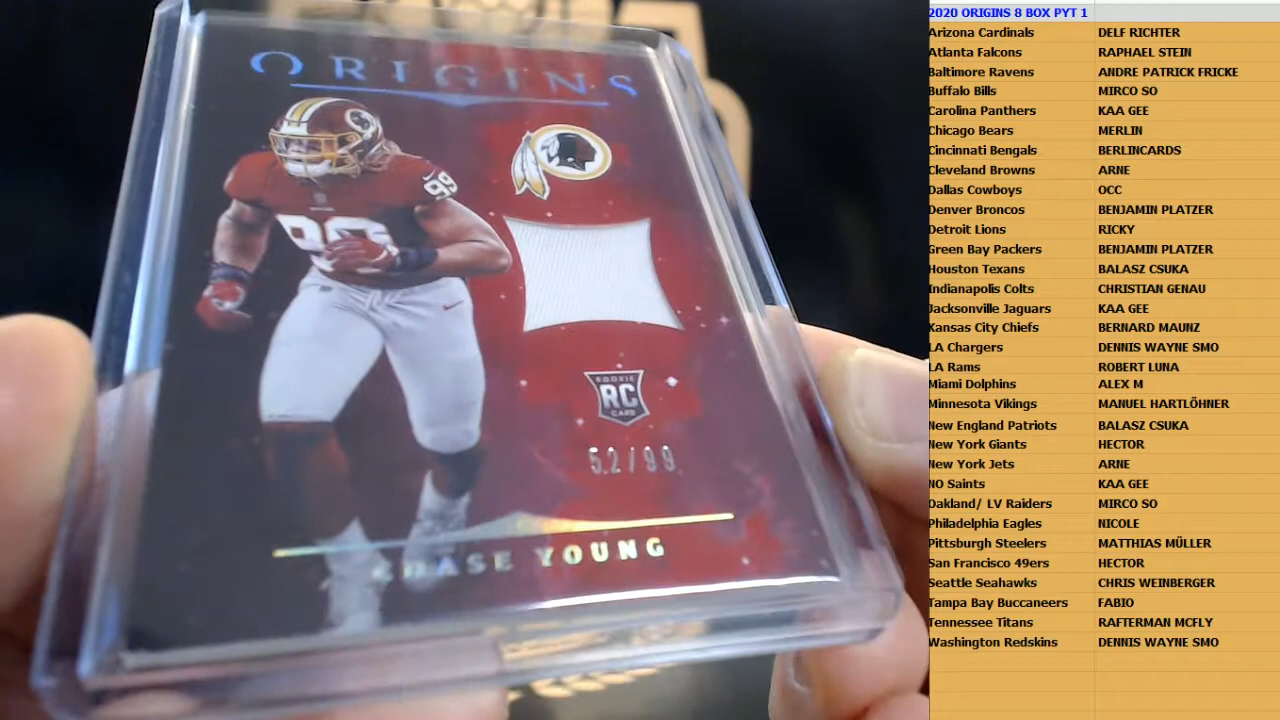 ORIGINS
99
99
ROOKIE
RC
CARD
52/99
CHASE YOUNG
2020 ORIGINS 8 BOX PYT 1
Arizona Cardinals DELF RICHTER
Atlanta Falcons RAPHAEL STEIN
Baltimore Ravens ANDRE PATRICK FRICKE
Buffalo Bills MIRCO SO
Carolina Panthers KAA GEE
Chicago Bears MERLIN
Cincinnati Bengals BERLINCARDS
Cleveland Browns ARNE
Dallas Cowboys OCC
Denver Broncos BENJAMIN PLATZER
Detroit Lions RICKY
Green Bay Packers BENJAMIN PLATZER
Houston Texans BALASZ CSUKA
Indianapolis Colts CHRISTIAN GENAU
Jacksonville Jaguars KAA GEE
Kansas City Chiefs BERNARD MAUNZ
LA Chargers DENNIS WAYNE SMO
LA Rams ROBERT LUNA
Miami Dolphins ALEX M
Minnesota Vikings MANUEL HARTLÖHNER
New England Patriots BALASZ CSUKA
New York Giants HECTOR
New York Jets ARNE
NO Saints KAA GEE
Oakland/ LV Raiders MIRCO SO
Philadelphia Eagles NICOLE
Pittsburgh Steelers MATTHIAS MÜLLER
San Francisco 49ers HECTOR
Seattle Seahawks CHRIS WEINBERGER
Tampa Bay Buccaneers FABIO
Tennessee Titans RAFTERMAN MCFLY
Washington Redskins DENNIS WAYNE SMO